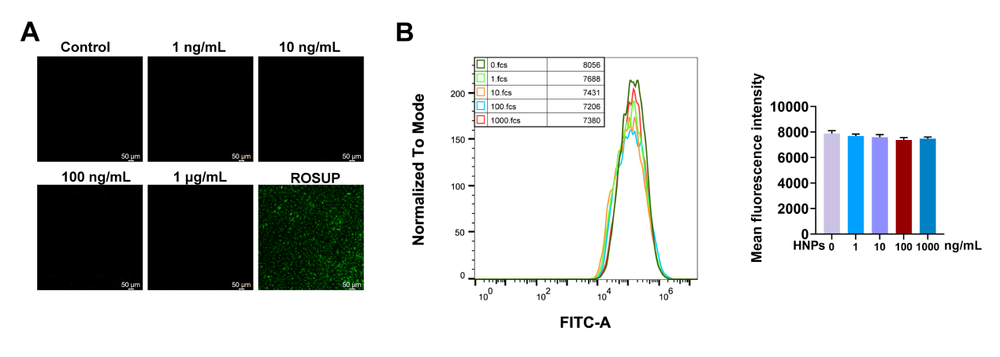 A
Control
1 ng/mL
10 ng/mL
50 μm
50 μm
50 μm
100 ng/mL
1 μg/mL
ROSUP
50 μm
50 μm
50 μm
B
Normalized To Mode
0.fcs 8056
1.fcs 7688
10.fcs 7431
100.fcs 7206
1000.fcs 7380
200
150
100
50
0
10^0 10^2 10^4 10^6
FITC-A
Mean fluorescence intensity
10000
8000
6000
4000
2000
0
HNPs 0 1 10 100 1000 ng/mL